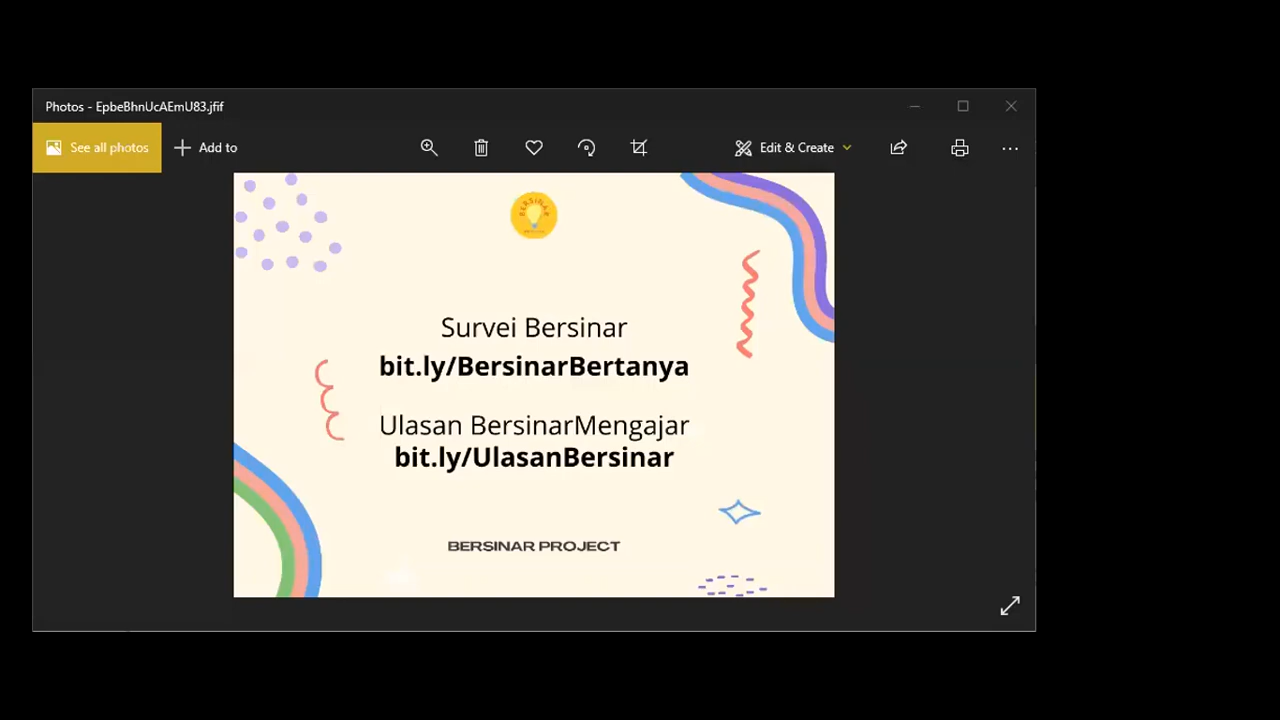 Photos - EpbeBhnUcAEmU83.jfif
See all photos
Add to
Edit & Create
BERSINAR
Survei Bersinar
bit.ly/BersinarBertanya
Ulasan BersinarMengajar
bit.ly/UlasanBersinar
BERSINAR PROJECT